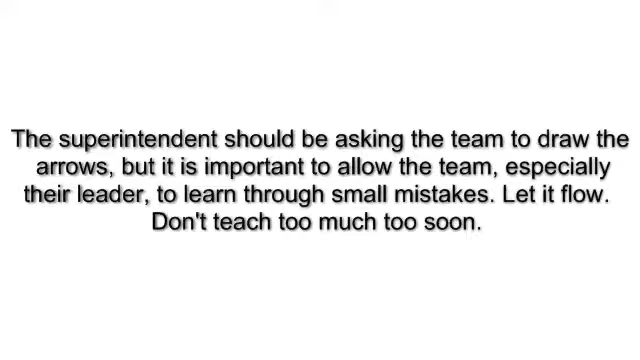 The superintendent should be asking the team to draw the
arrows, but it is important to allow the team, especially
their leader, to learn through small mistakes. Let it flow.
Don't teach too much too soon.